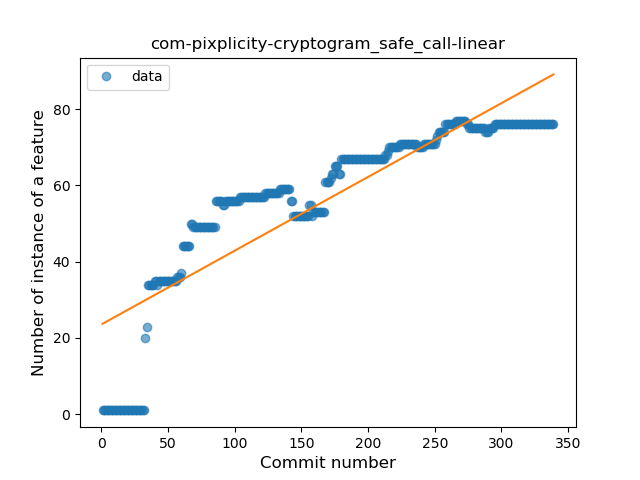 com-pixplicity-cryptogram_safe_call-linear
data
Number of instance of a feature
80
60
40
20
0
0 50 100 150 200 250 300 350
Commit number